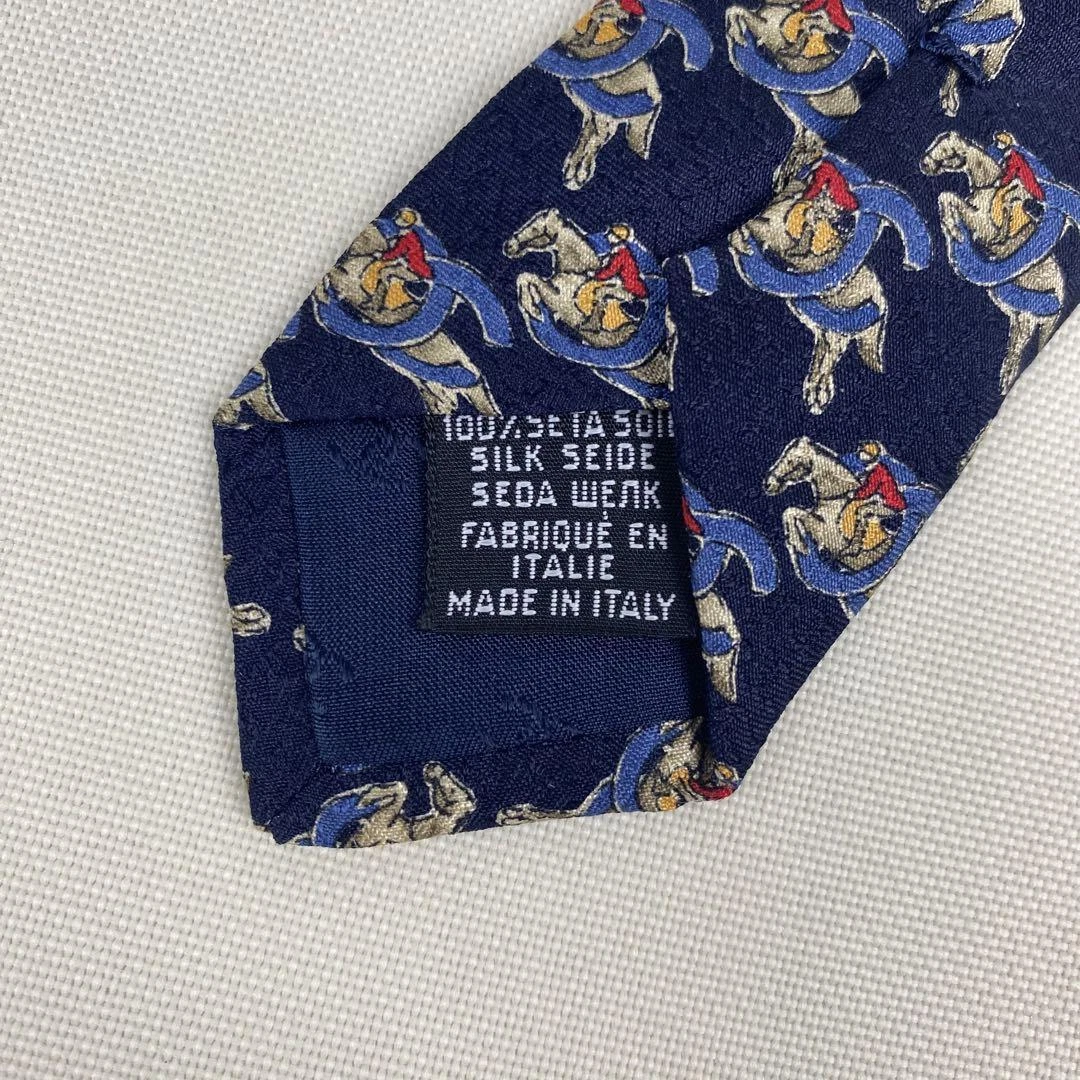 100% SETA SOIE
SILK SEIDE
SEDA ШЕЛК
FABRIQUÉ EN
ITALIE
MADE IN ITALY